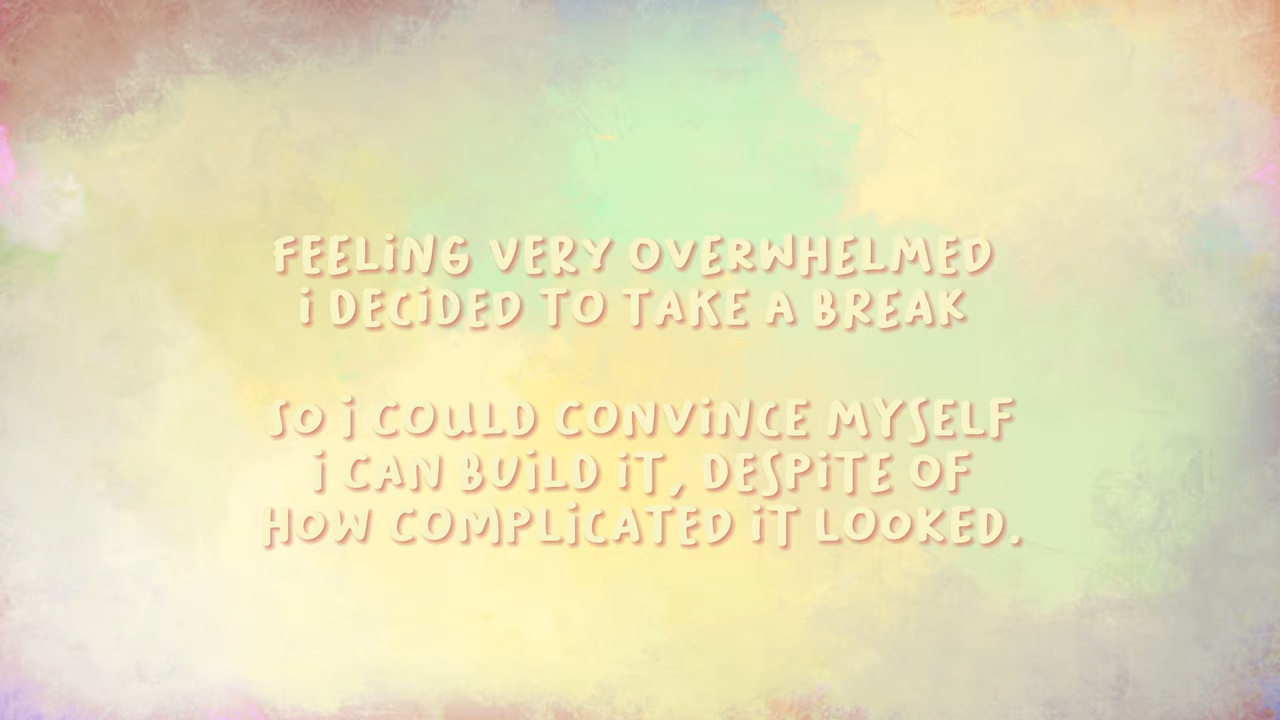 FEELiNG VERY OVERWHELMED
i DECiDED TO TAKE A BREAK
SO i COULD CONViNCE MYSELF
i CAN BUiLD iT, DESPiTE OF
HOW COMPLiCATED iT LOOKED.